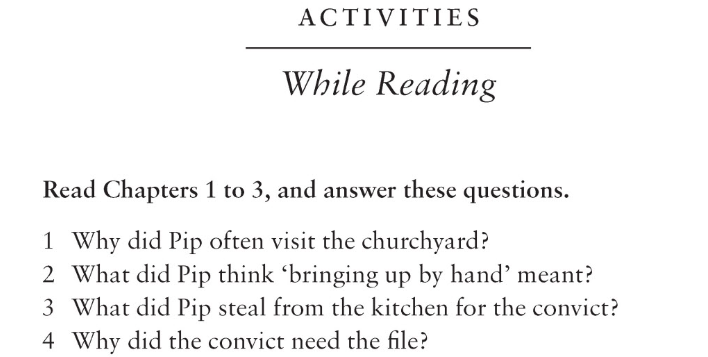 ACTIVITIES
While Reading
Read Chapters 1 to 3, and answer these questions.
1 Why did Pip often visit the churchyard?
2 What did Pip think ‘bringing up by hand’ meant?
3 What did Pip steal from the kitchen for the convict?
4 Why did the convict need the file?